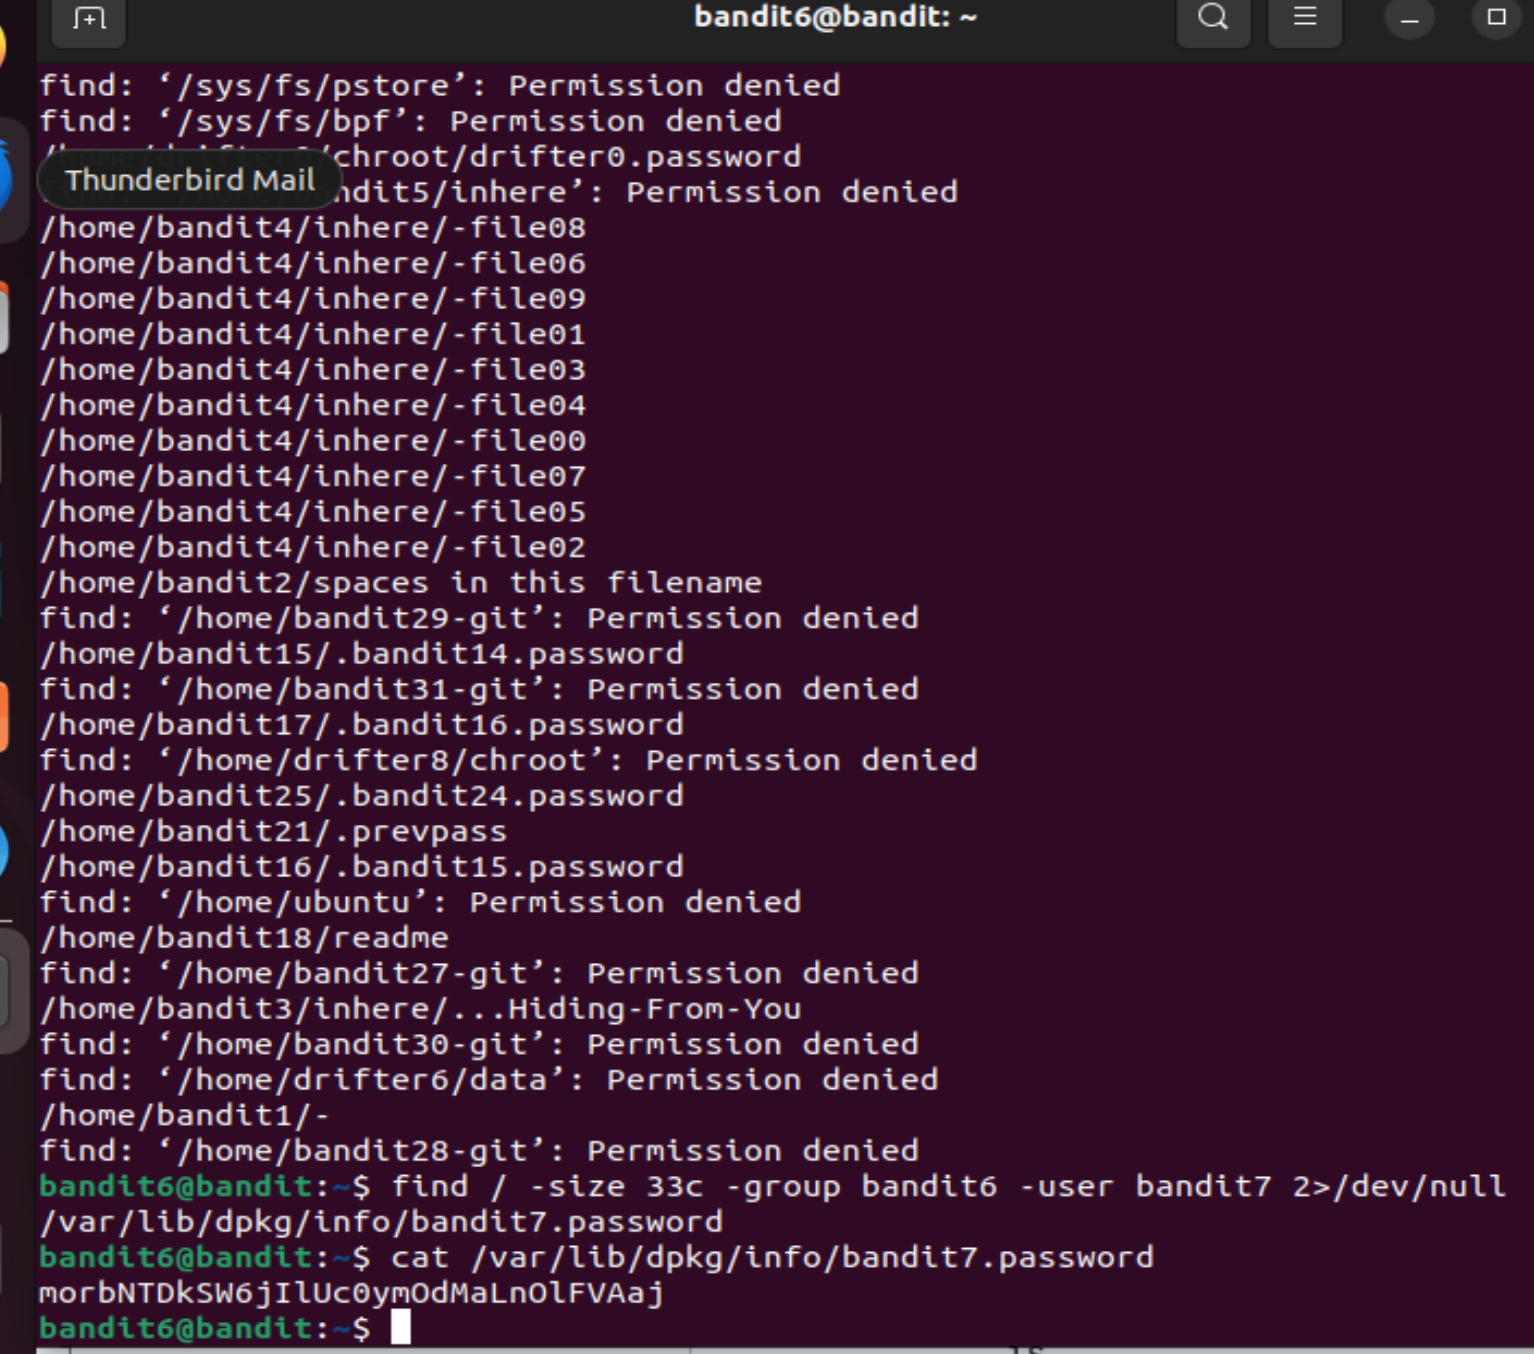 bandit6@bandit: ~
find: ‘/sys/fs/pstore’: Permission denied
find: ‘/sys/fs/bpf’: Permission denied
/chroot/drifter0.password
Thunderbird Mail
ndit5/inhere’: Permission denied
/home/bandit4/inhere/-file08
/home/bandit4/inhere/-file06
/home/bandit4/inhere/-file09
/home/bandit4/inhere/-file01
/home/bandit4/inhere/-file03
/home/bandit4/inhere/-file04
/home/bandit4/inhere/-file00
/home/bandit4/inhere/-file07
/home/bandit4/inhere/-file05
/home/bandit4/inhere/-file02
/home/bandit2/spaces in this filename
find: ‘/home/bandit29-git’: Permission denied
/home/bandit15/.bandit14.password
find: ‘/home/bandit31-git’: Permission denied
/home/bandit17/.bandit16.password
find: ‘/home/drifter8/chroot’: Permission denied
/home/bandit25/.bandit24.password
/home/bandit21/.prevpass
/home/bandit16/.bandit15.password
find: ‘/home/ubuntu’: Permission denied
/home/bandit18/readme
find: ‘/home/bandit27-git’: Permission denied
/home/bandit3/inhere/...Hiding-From-You
find: ‘/home/bandit30-git’: Permission denied
find: ‘/home/drifter6/data’: Permission denied
/home/bandit1/-
find: ‘/home/bandit28-git’: Permission denied
bandit6@bandit:~$ find / -size 33c -group bandit6 -user bandit7 2>/dev/null
/var/lib/dpkg/info/bandit7.password
bandit6@bandit:~$ cat /var/lib/dpkg/info/bandit7.password
morbNTDkSW6jIlUc0ymOdMaLnOlFVAaj
bandit6@bandit:~$